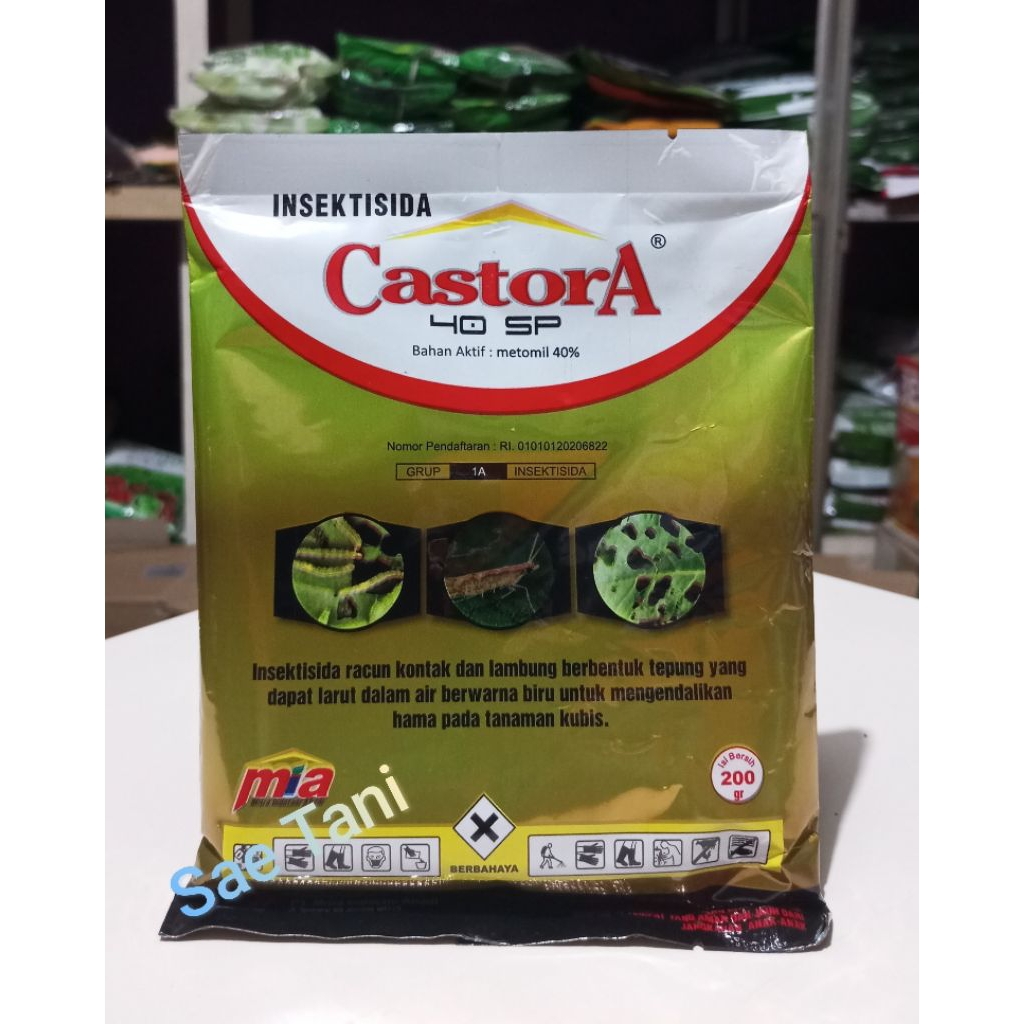 INSEKTISIDA
CastorA®
40 SP
Bahan Aktif : metomil 40%
Nomor Pendaftaran : RI. 01010120206822
GRUP 1A INSEKTISIDA
Insektisida racun kontak dan lambung berbentuk tepung yang
dapat larut dalam air berwarna biru untuk mengendalikan
hama pada tanaman kubis.
mia
Isi Bersih
200
gr
Sae Tani
BERBAHAYA